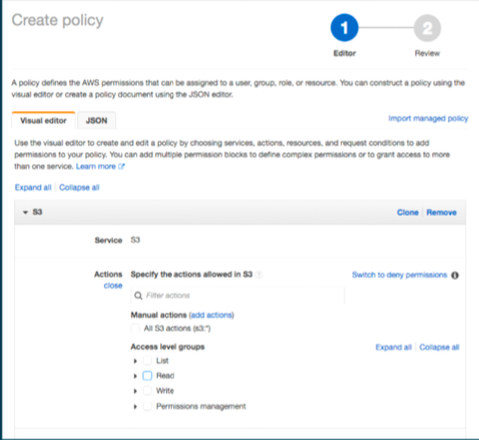 Create policy
1
2
Editor
Review
A policy defines the AWS permissions that can be assigned to a user, group, role, or resource. You can construct a policy using the
visual editor or create a policy document using the JSON editor.
Visual editor
JSON
Import managed policy
Use the visual editor to create and edit a policy by choosing services, actions, resources, and request conditions to add
permissions to your policy. You can add multiple permission blocks to define complex permissions or to grant access to more
than one service. Learn more
Expand all | Collapse all
S3
Clone | Remove
Service S3
Actions Specify the actions allowed in S3
Switch to deny permissions
close
Filter actions
Manual actions (add actions)
All S3 actions (s3:*)
Access level groups
Expand all | Collapse all
List
Read
Write
Permissions management